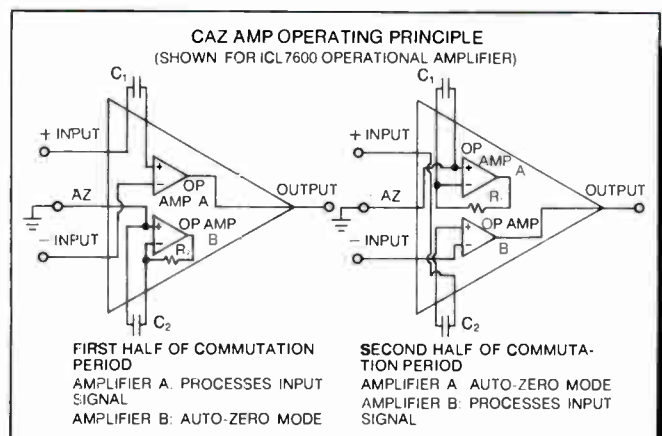 CAZ AMP OPERATING PRINCIPLE
(SHOWN FOR ICL7600 OPERATIONAL AMPLIFIER)
C1
+ INPUT
AZ
− INPUT
+
−
OP
AMP A
+
−
OP AMP
B
R2
OUTPUT
C2
FIRST HALF OF COMMUTATION
PERIOD
AMPLIFIER A: PROCESSES INPUT
SIGNAL
AMPLIFIER B: AUTO-ZERO MODE
C1
+ INPUT
AZ
− INPUT
OP
AMP A
+
−
R1
OP AMP
B
+
−
OUTPUT
C2
SECOND HALF OF COMMUTA-
TION PERIOD
AMPLIFIER A: AUTO-ZERO MODE
AMPLIFIER B: PROCESSES INPUT
SIGNAL